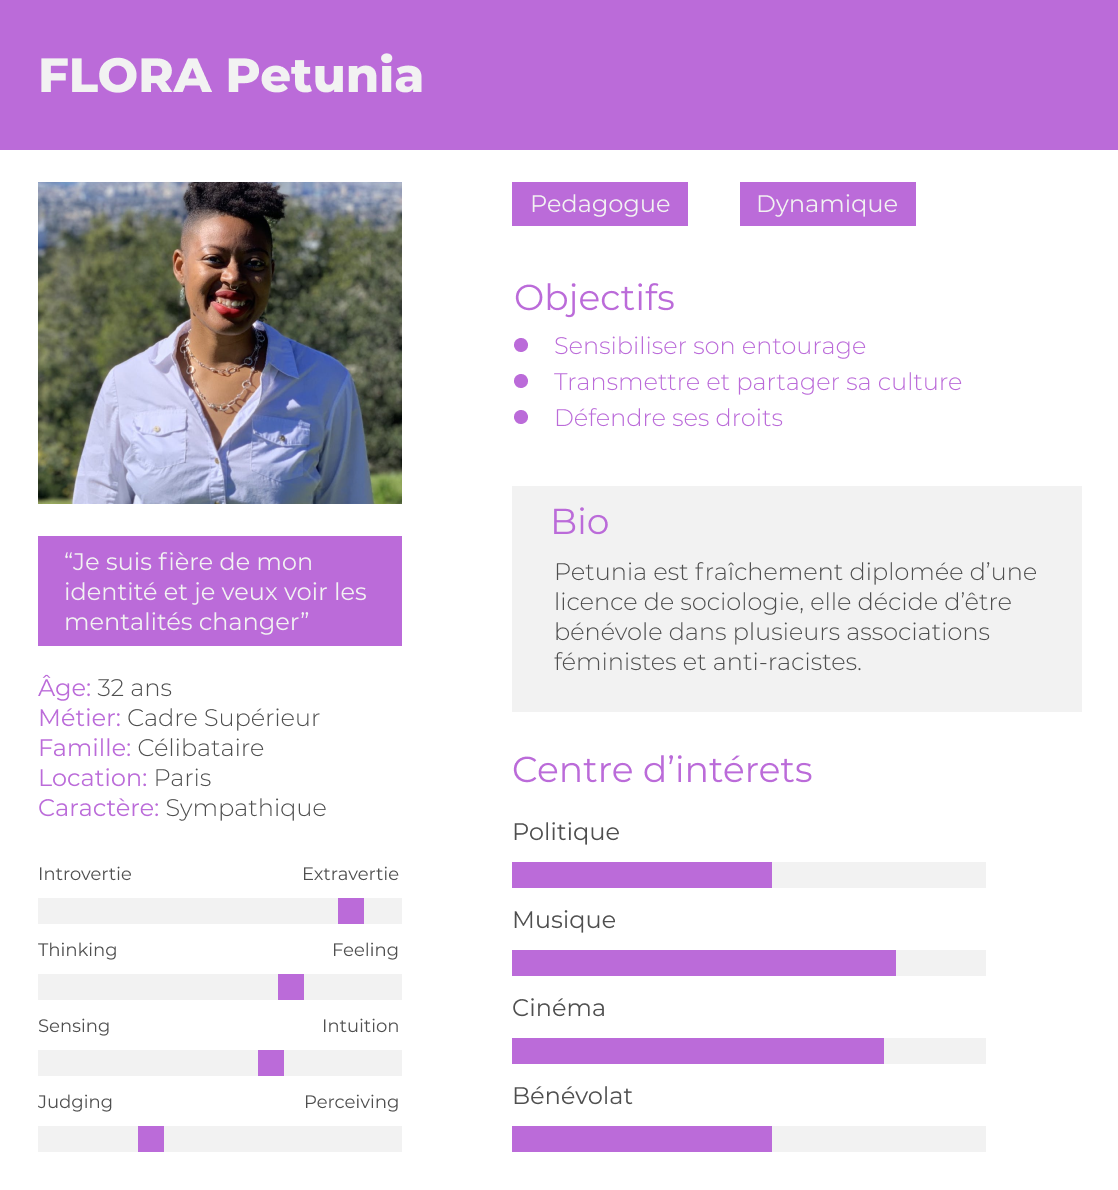 FLORA Petunia
“Je suis fière de mon
identité et je veux voir les
mentalités changer”
Âge: 32 ans
Métier: Cadre Supérieur
Famille: Célibataire
Location: Paris
Caractère: Sympathique
Introvertie Extravertie
Thinking Feeling
Sensing Intuition
Judging Perceiving
Pedagogue Dynamique
Objectifs
Sensibiliser son entourage
Transmettre et partager sa culture
Défendre ses droits
Bio
Petunia est fraîchement diplomée d’une
licence de sociologie, elle décide d’être
bénévole dans plusieurs associations
féministes et anti-racistes.
Centre d’intérets
Politique
Musique
Cinéma
Bénévolat